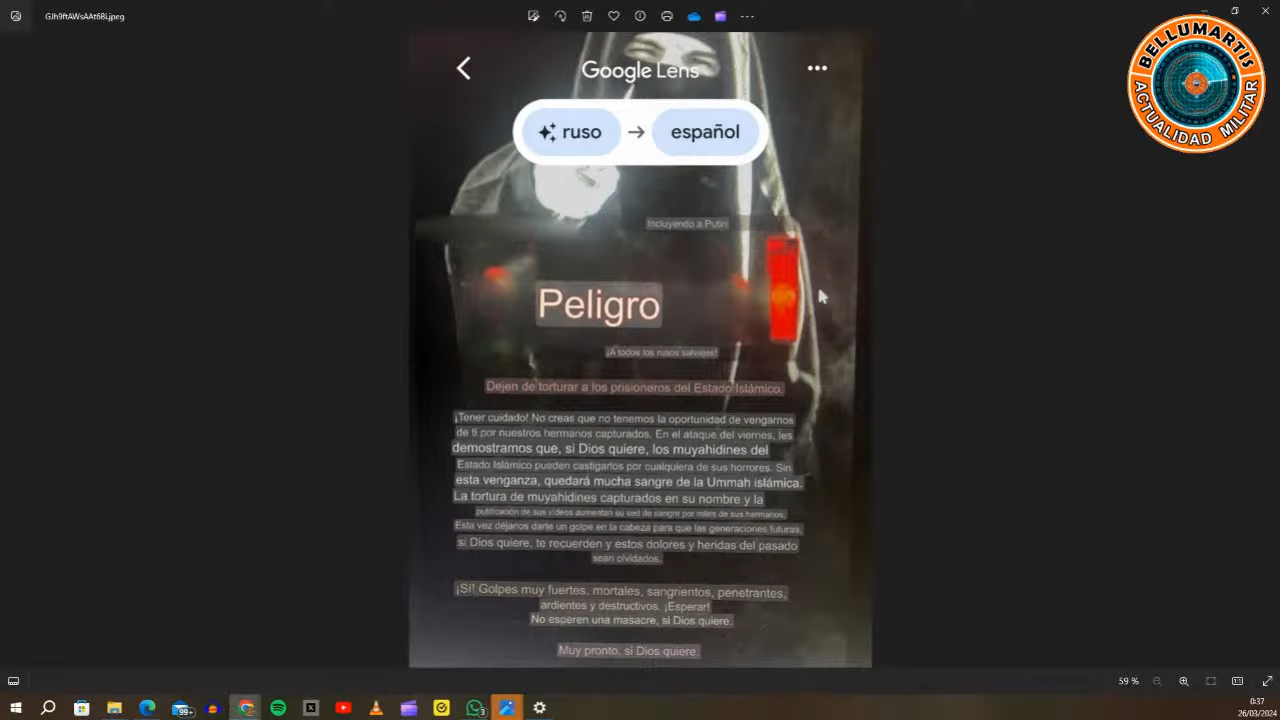 GJh9ftAWsAAt6Bl.jpeg
BELLUMARTIS
ACTUALIDAD MILITAR
Google Lens
ruso → español
Incluyendo a Putin
Peligro
¡A todos los rusos salvajes!
Dejen de torturar a los prisioneros del Estado Islámico.
¡Tener cuidado! No creas que no tenemos la oportunidad de vengarnos
de ti por nuestros hermanos capturados. En el ataque del viernes, les
demostramos que, si Dios quiere, los muyahidines del
Estado Islámico pueden castigarlos por cualquiera de sus horrores. Sin
esta venganza, quedará mucha sangre de la Ummah islámica.
La tortura de muyahidines capturados en su nombre y la
publicación de sus vídeos aumentan su sed de sangre por miles de sus hermanos.
Esta vez déjanos darte un golpe en la cabeza para que las generaciones futuras,
si Dios quiere, te recuerden y estos dolores y heridas del pasado
sean olvidados.
¡Sí! Golpes muy fuertes, mortales, sangrientos, penetrantes,
ardientes y destructivos. ¡Esperar!
No esperen una masacre, si Dios quiere.
Muy pronto, si Dios quiere.
59 %
99+
3
0:37
26/03/2024